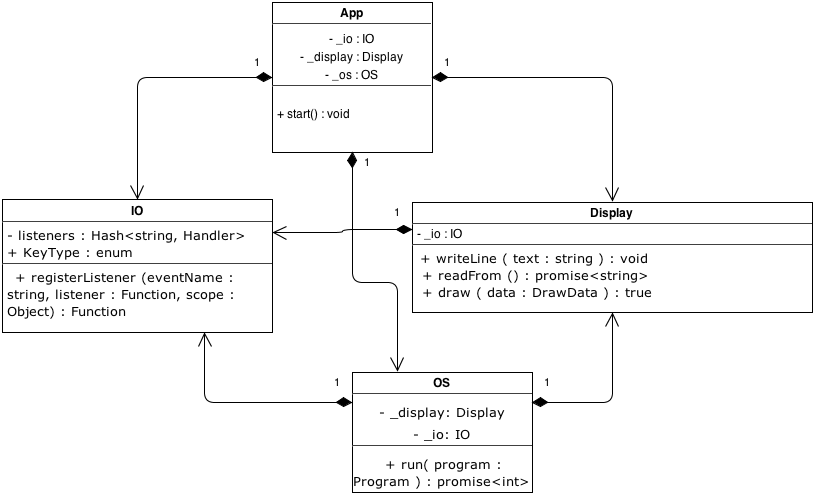 App
- _io : IO
- _display : Display
- _os : OS
+ start() : void
1
1
1
IO
- listeners : Hash<string, Handler>
+ KeyType : enum
+ registerListener (eventName :
string, listener : Function, scope :
Object) : Function
1
Display
- _io : IO
+ writeLine ( text : string ) : void
+ readFrom () : promise<string>
+ draw ( data : DrawData ) : true
1
1
OS
- _display: Display
- _io: IO
+ run( program :
Program ) : promise<int>